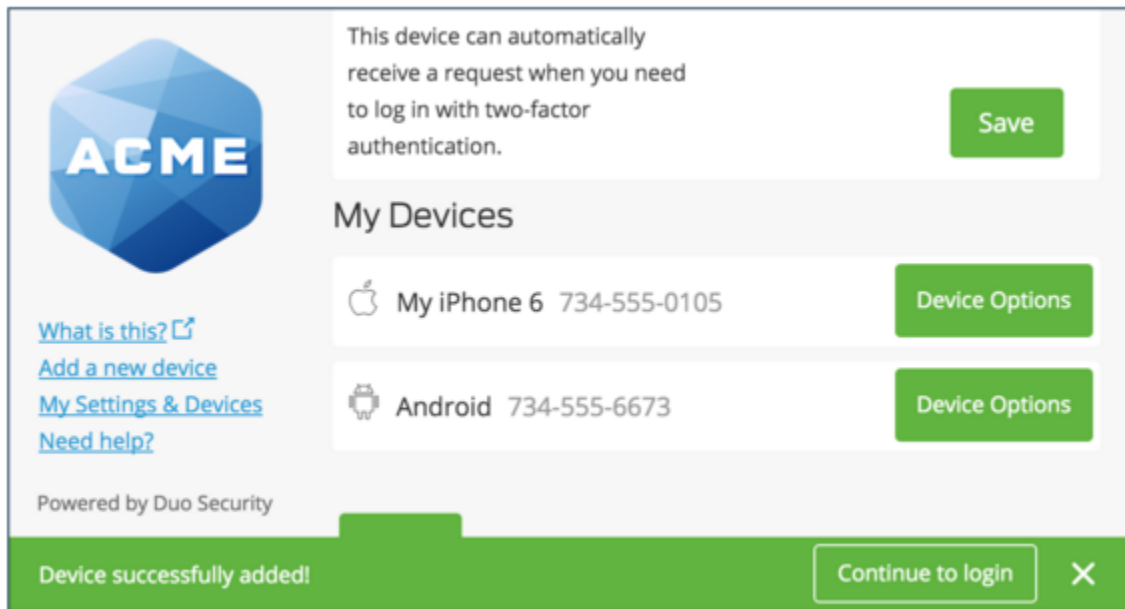 ACME
What is this?
Add a new device
My Settings & Devices
Need help?
Powered by Duo Security
This device can automatically
receive a request when you need
to log in with two-factor
authentication.
Save
My Devices
My iPhone 6 734-555-0105 Device Options
Android 734-555-6673 Device Options
Device successfully added! Continue to login